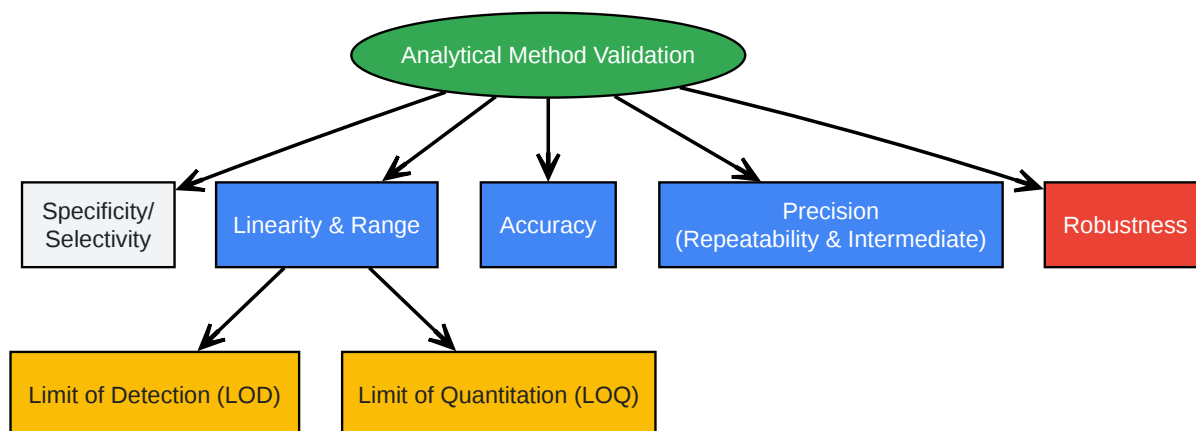 Analytical Method Validation
Specificity/
Selectivity
Linearity & Range
Accuracy
Precision
(Repeatability & Intermediate)
Robustness
Limit of Detection (LOD)
Limit of Quantitation (LOQ)